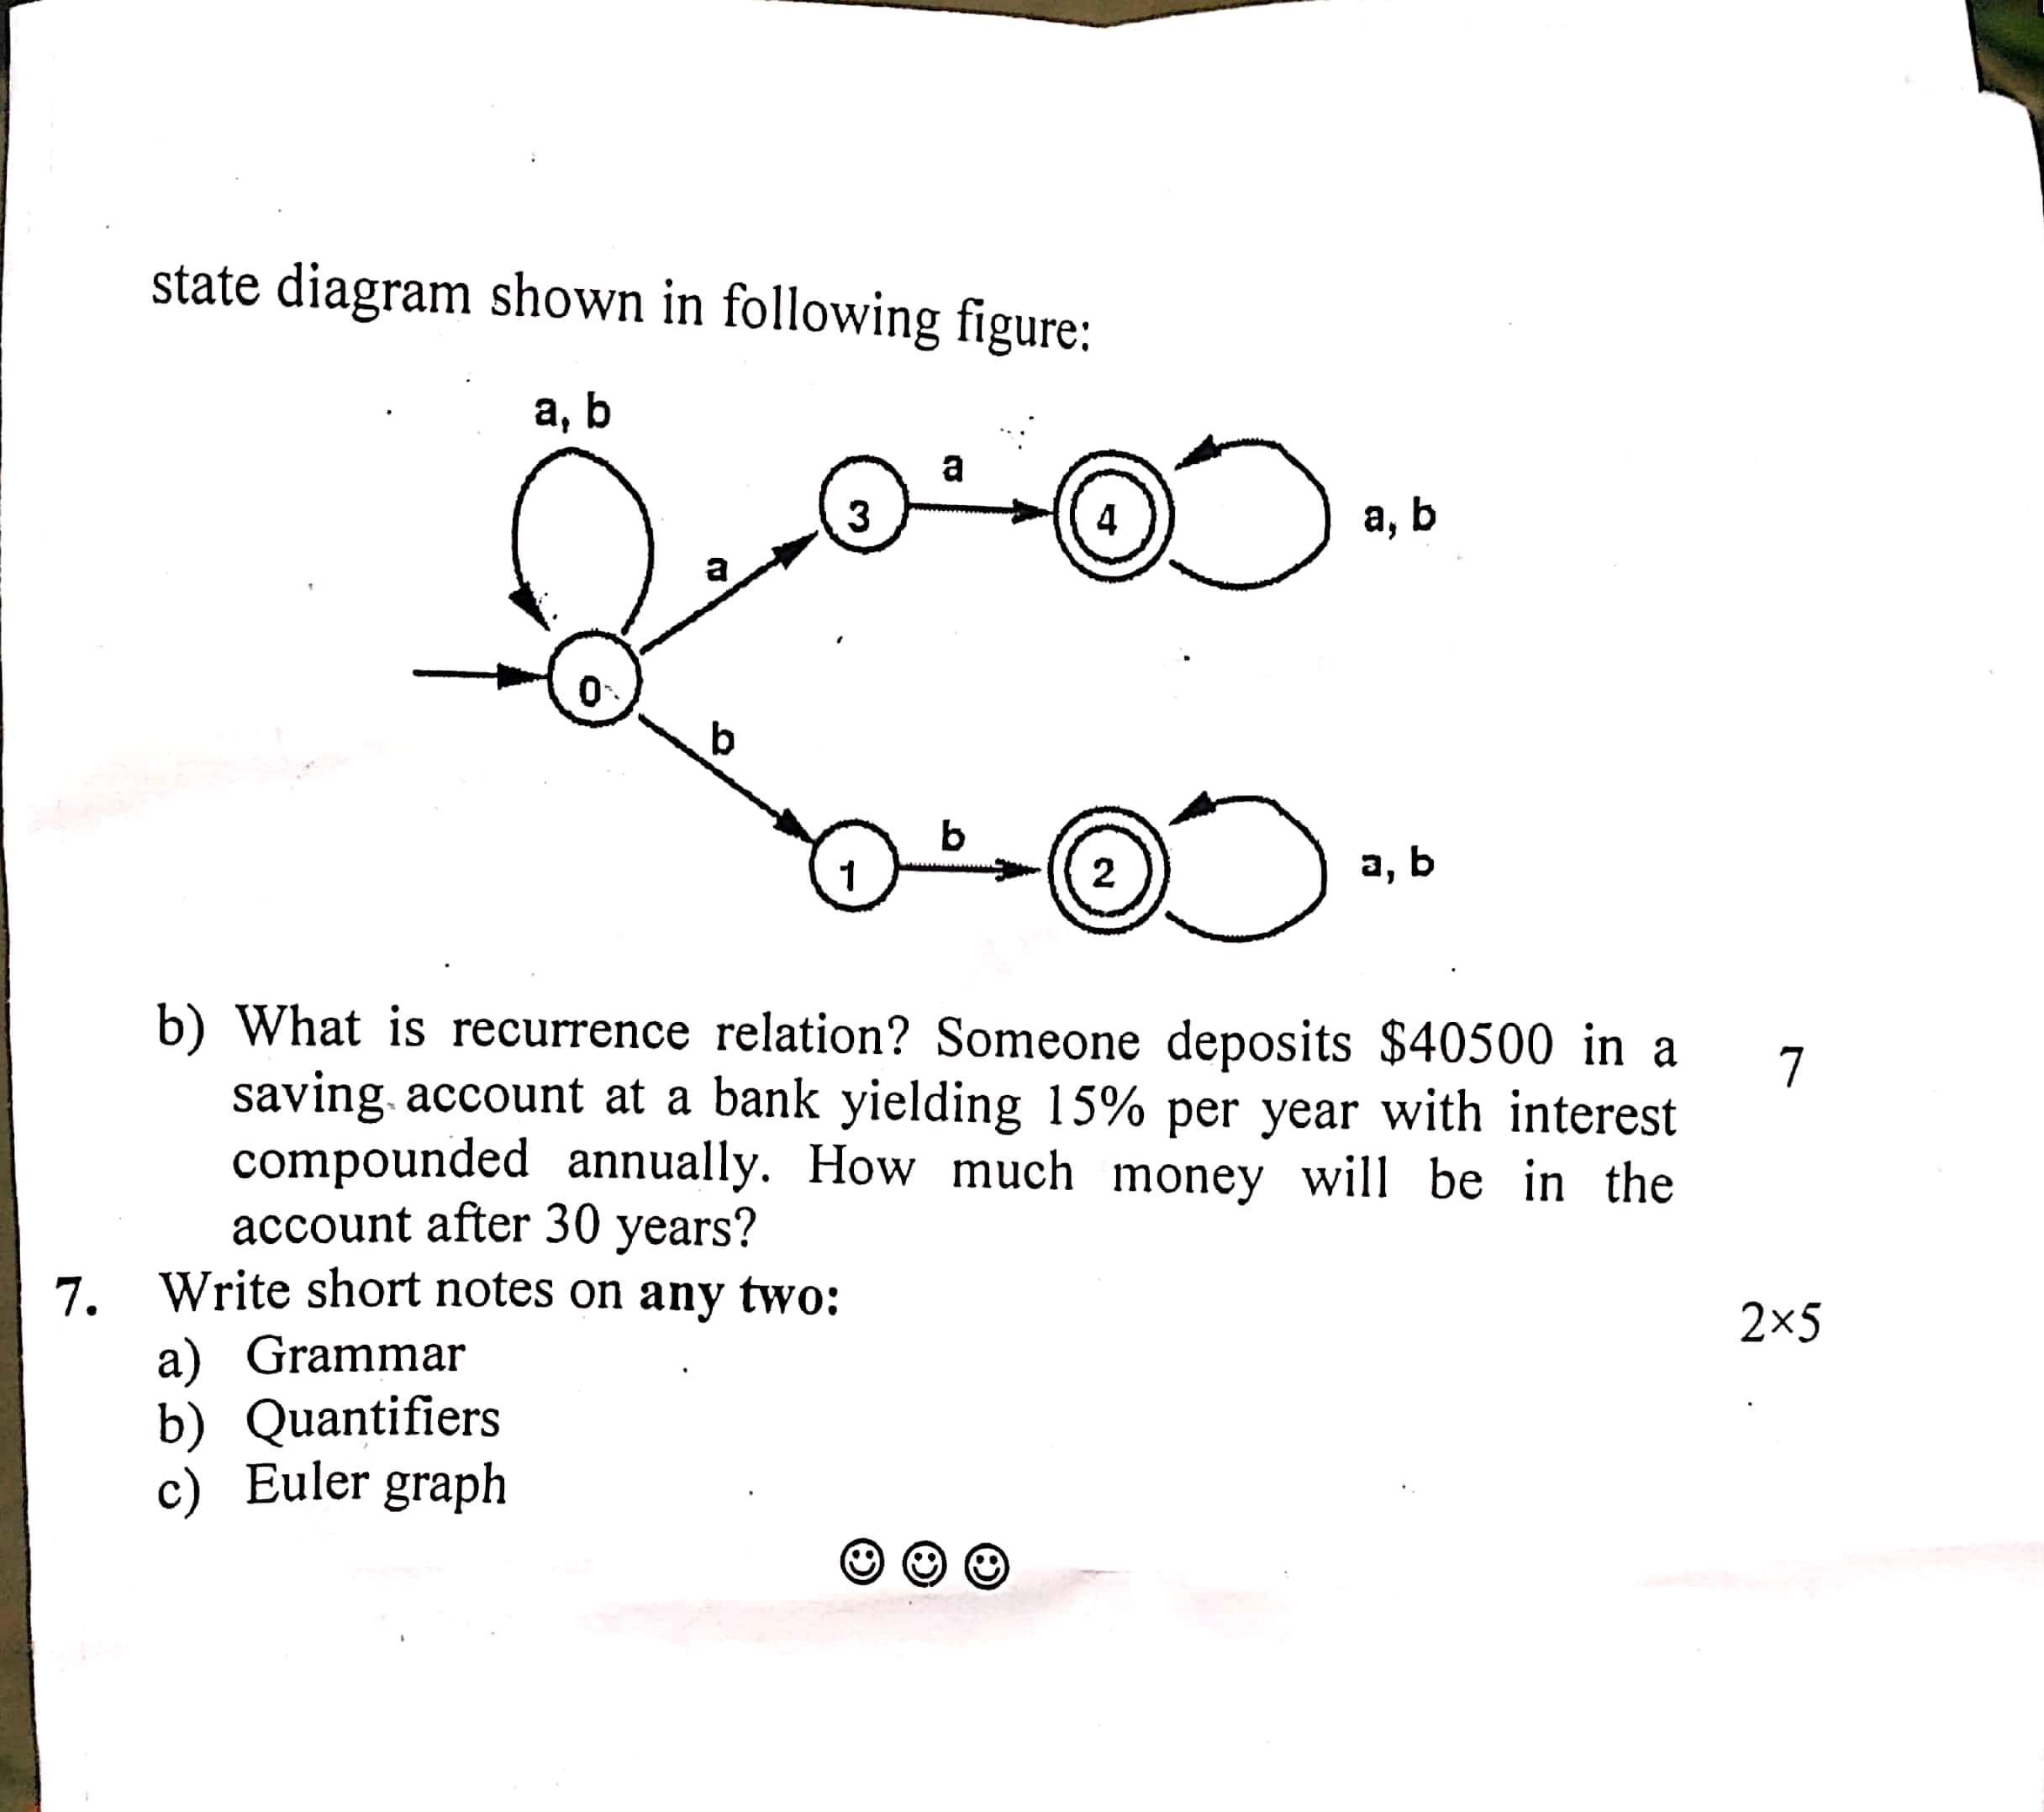 state diagram shown in following figure:
a, b
a
3
4
a, b
a
0
b
b
1
2
a, b
b) What is recurrence relation? Someone deposits $40500 in a 7
saving account at a bank yielding 15% per year with interest
compounded annually. How much money will be in the
account after 30 years?
7. Write short notes on any two: 2×5
a) Grammar
b) Quantifiers
c) Euler graph